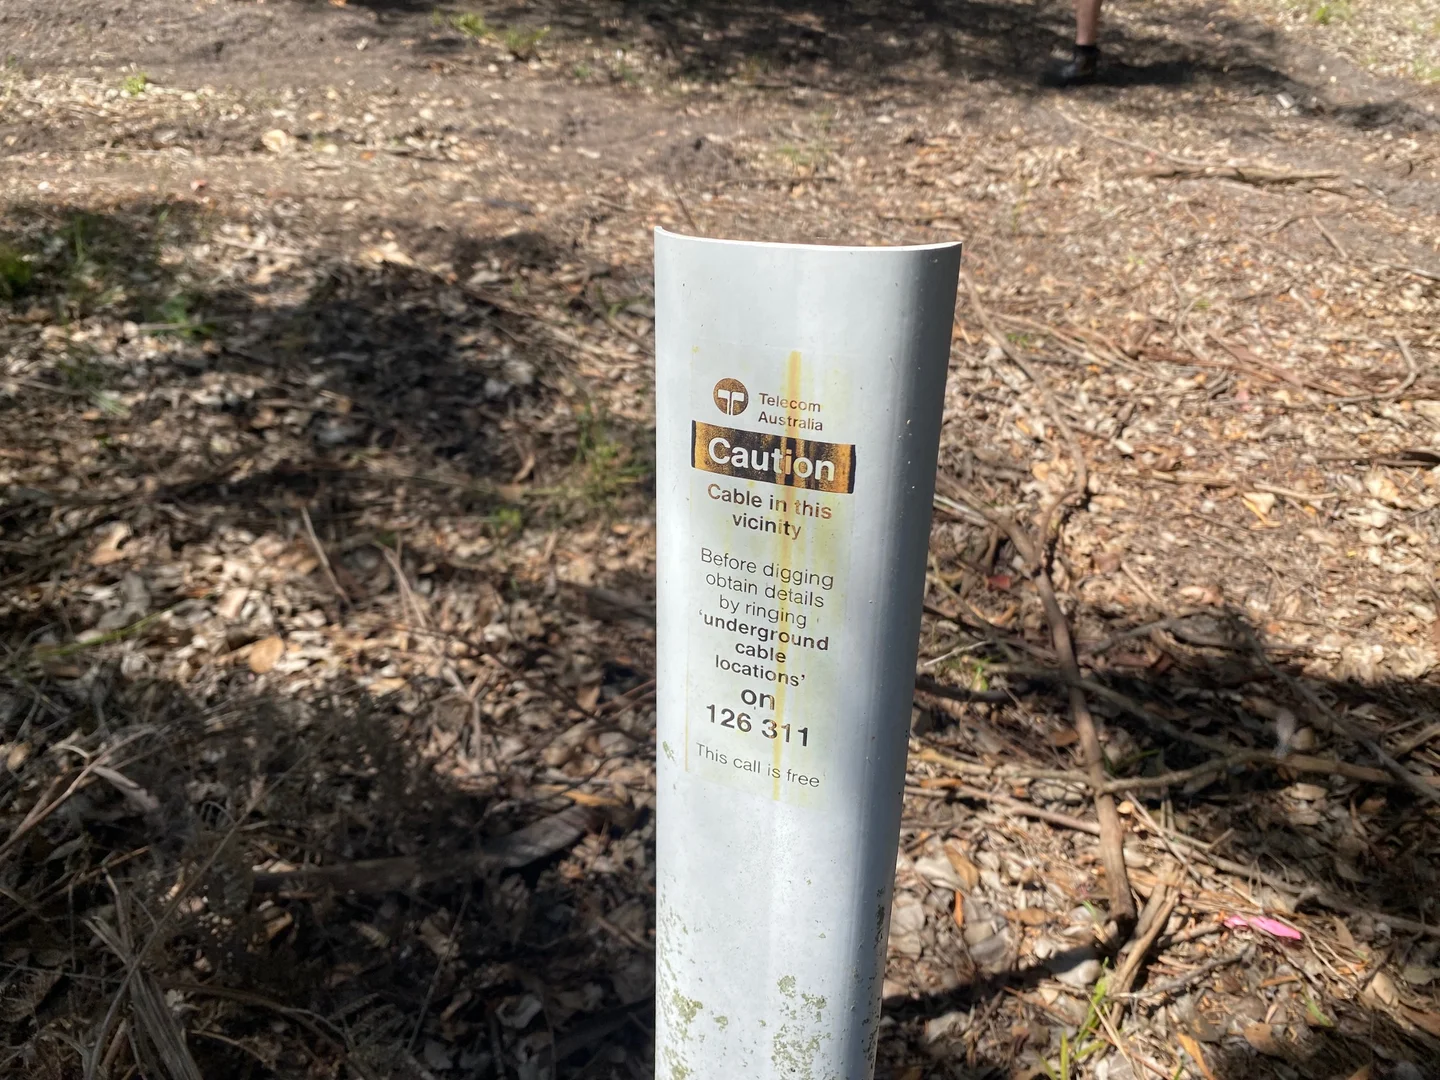 Telecom
Australia
Caution
Cable in this
vicinity
Before digging
obtain details
by ringing
'underground
cable
locations'
on
126 311
This call is free